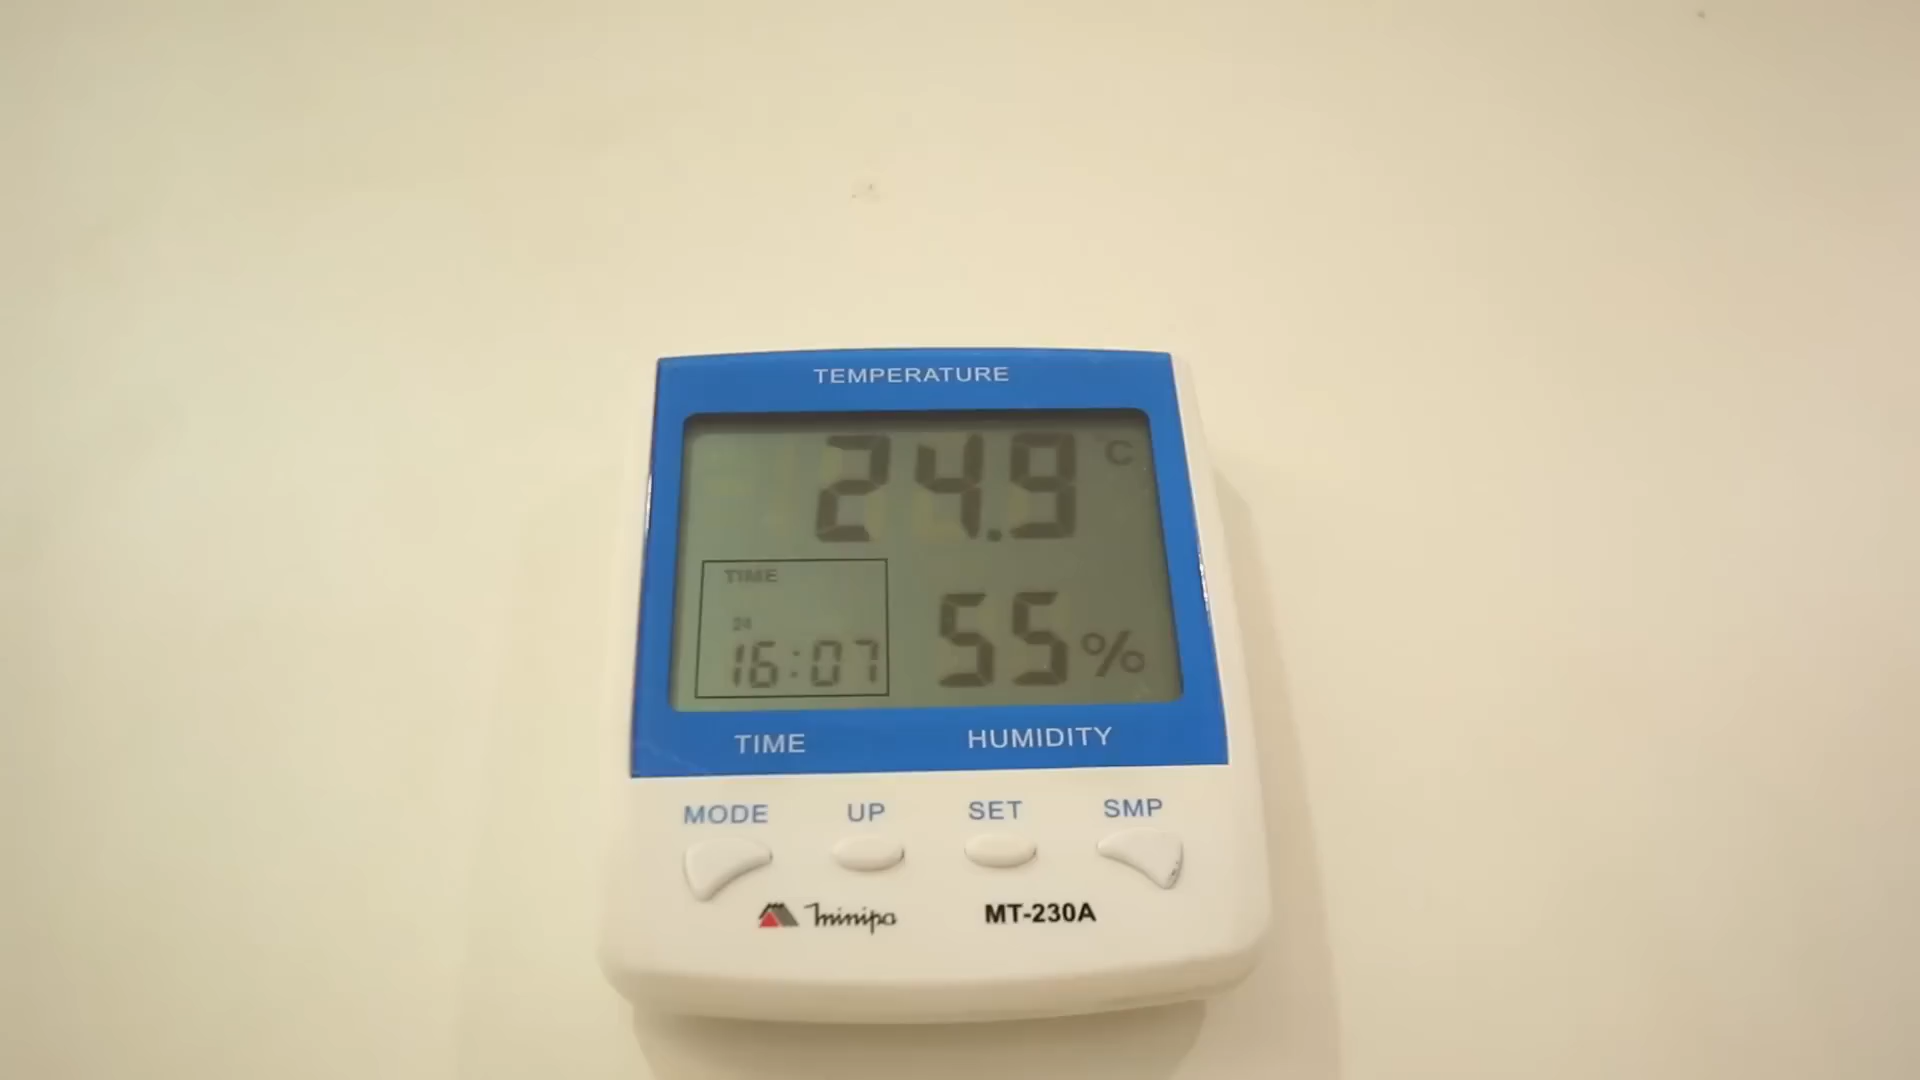 TEMPERATURE
24.9 °C
TIME
24
16:07
55%
TIME HUMIDITY
MODE UP SET SMP
minipa MT-230A